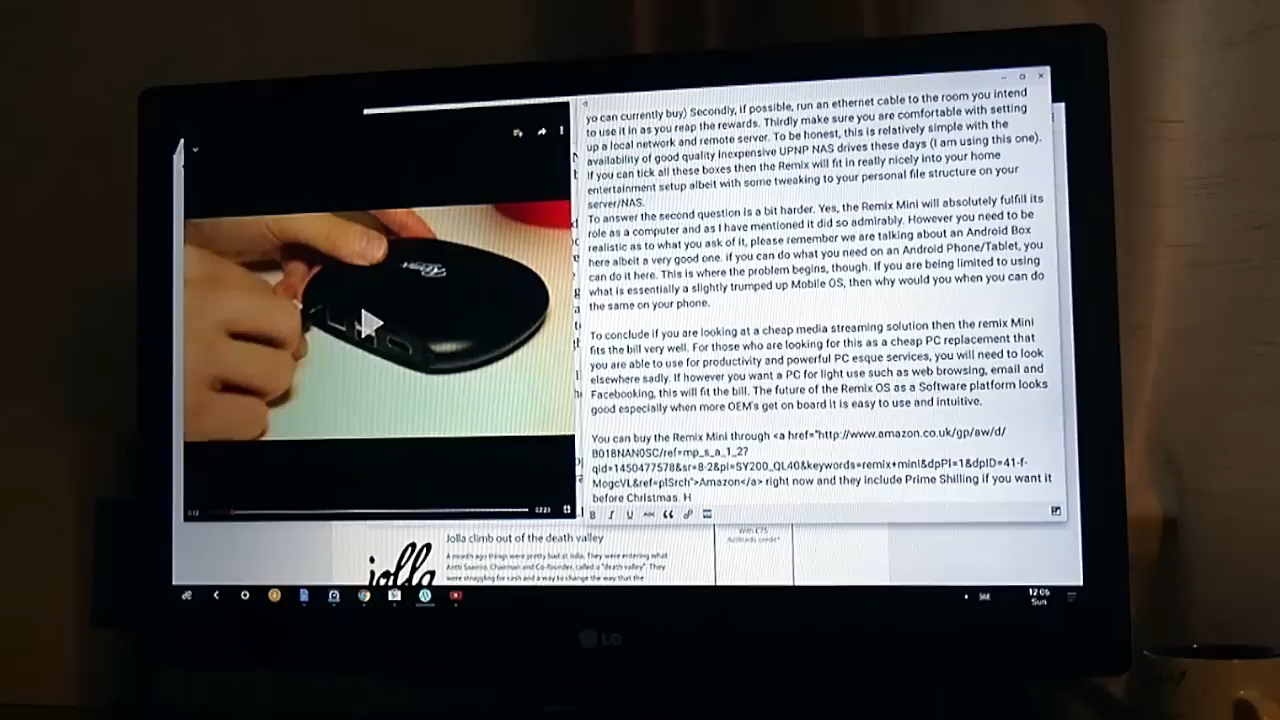 yo can currently buy) Secondly, if possible, run an ethernet cable to the room you intend
to use it in as you reap the rewards. Thirdly make sure you are comfortable with setting
up a local network and remote server. To be honest, this is relatively simple with the
availability of good quality Inexpensive UPNP NAS drives these days (I am using this one).
If you can tick all these boxes then the Remix will fit in really nicely into your home
entertainment setup albeit with some tweaking to your personal file structure on your
server/NAS.
To answer the second question is a bit harder. Yes, the Remix Mini will absolutely fulfill its
role as a computer and as I have mentioned it did so admirably. However you need to be
realistic as to what you ask of it, please remember we are talking about an Android Box
here albeit a very good one. if you can do what you need on an Android Phone/Tablet, you
can do it here. This is where the problem begins, though. If you are being limited to using
what is essentially a slightly trumped up Mobile OS, then why would you when you can do
the same on your phone.
To conclude if you are looking at a cheap media streaming solution then the remix Mini
fits the bill very well. For those who are looking for this as a cheap PC replacement that
you are able to use for productivity and powerful PC esque services, you will need to look
elsewhere sadly. If however you want a PC for light use such as web browsing, email and
Facebooking, this will fit the bill. The future of the Remix OS as a Software platform looks
good especially when more OEM's get on board it is easy to use and intuitive.
You can buy the Remix Mini through <a href="http://www.amazon.co.uk/gp/aw/d/
B018NAN0SC/ref=mp_s_a_1_2?
qid=1450477578&sr=8-2&pi=SY200_QL40&keywords=remix+mini&dpPl=1&dpID=41-f-
MogcVL&ref=plSrch">Amazon</a> right now and they include Prime Shilling if you want it
before Christmas. H
B I U ABC
Remix
0:12
02:23
jolla
Jolla climb out of the death valley
A month ago things were pretty bad at Jolla. They were entering what
Antti Saarnio, Chairman and Co-founder, called a "death valley". They
were struggling for cash and a way to change the way that the
With £75
AdWords credit*
12:06
Sun
LG